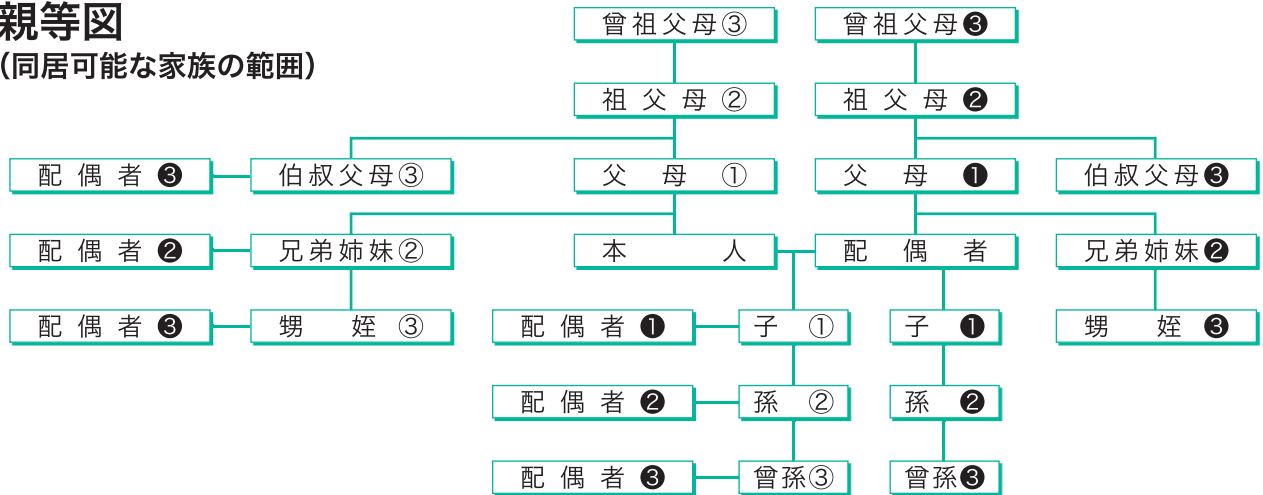 親等図
(同居可能な家族の範囲)
曾祖父母③ 曾祖父母❸
祖父母② 祖父母❷
配偶者❸ 伯叔父母③ 父母① 父母❶ 伯叔父母❸
配偶者❷ 兄弟姉妹② 本人 配偶者 兄弟姉妹❷
配偶者❸ 甥姪③ 配偶者❶ 子① 子❶ 甥姪❸
配偶者❷ 孫② 孫❷
配偶者❸ 曾孫③ 曾孫❸